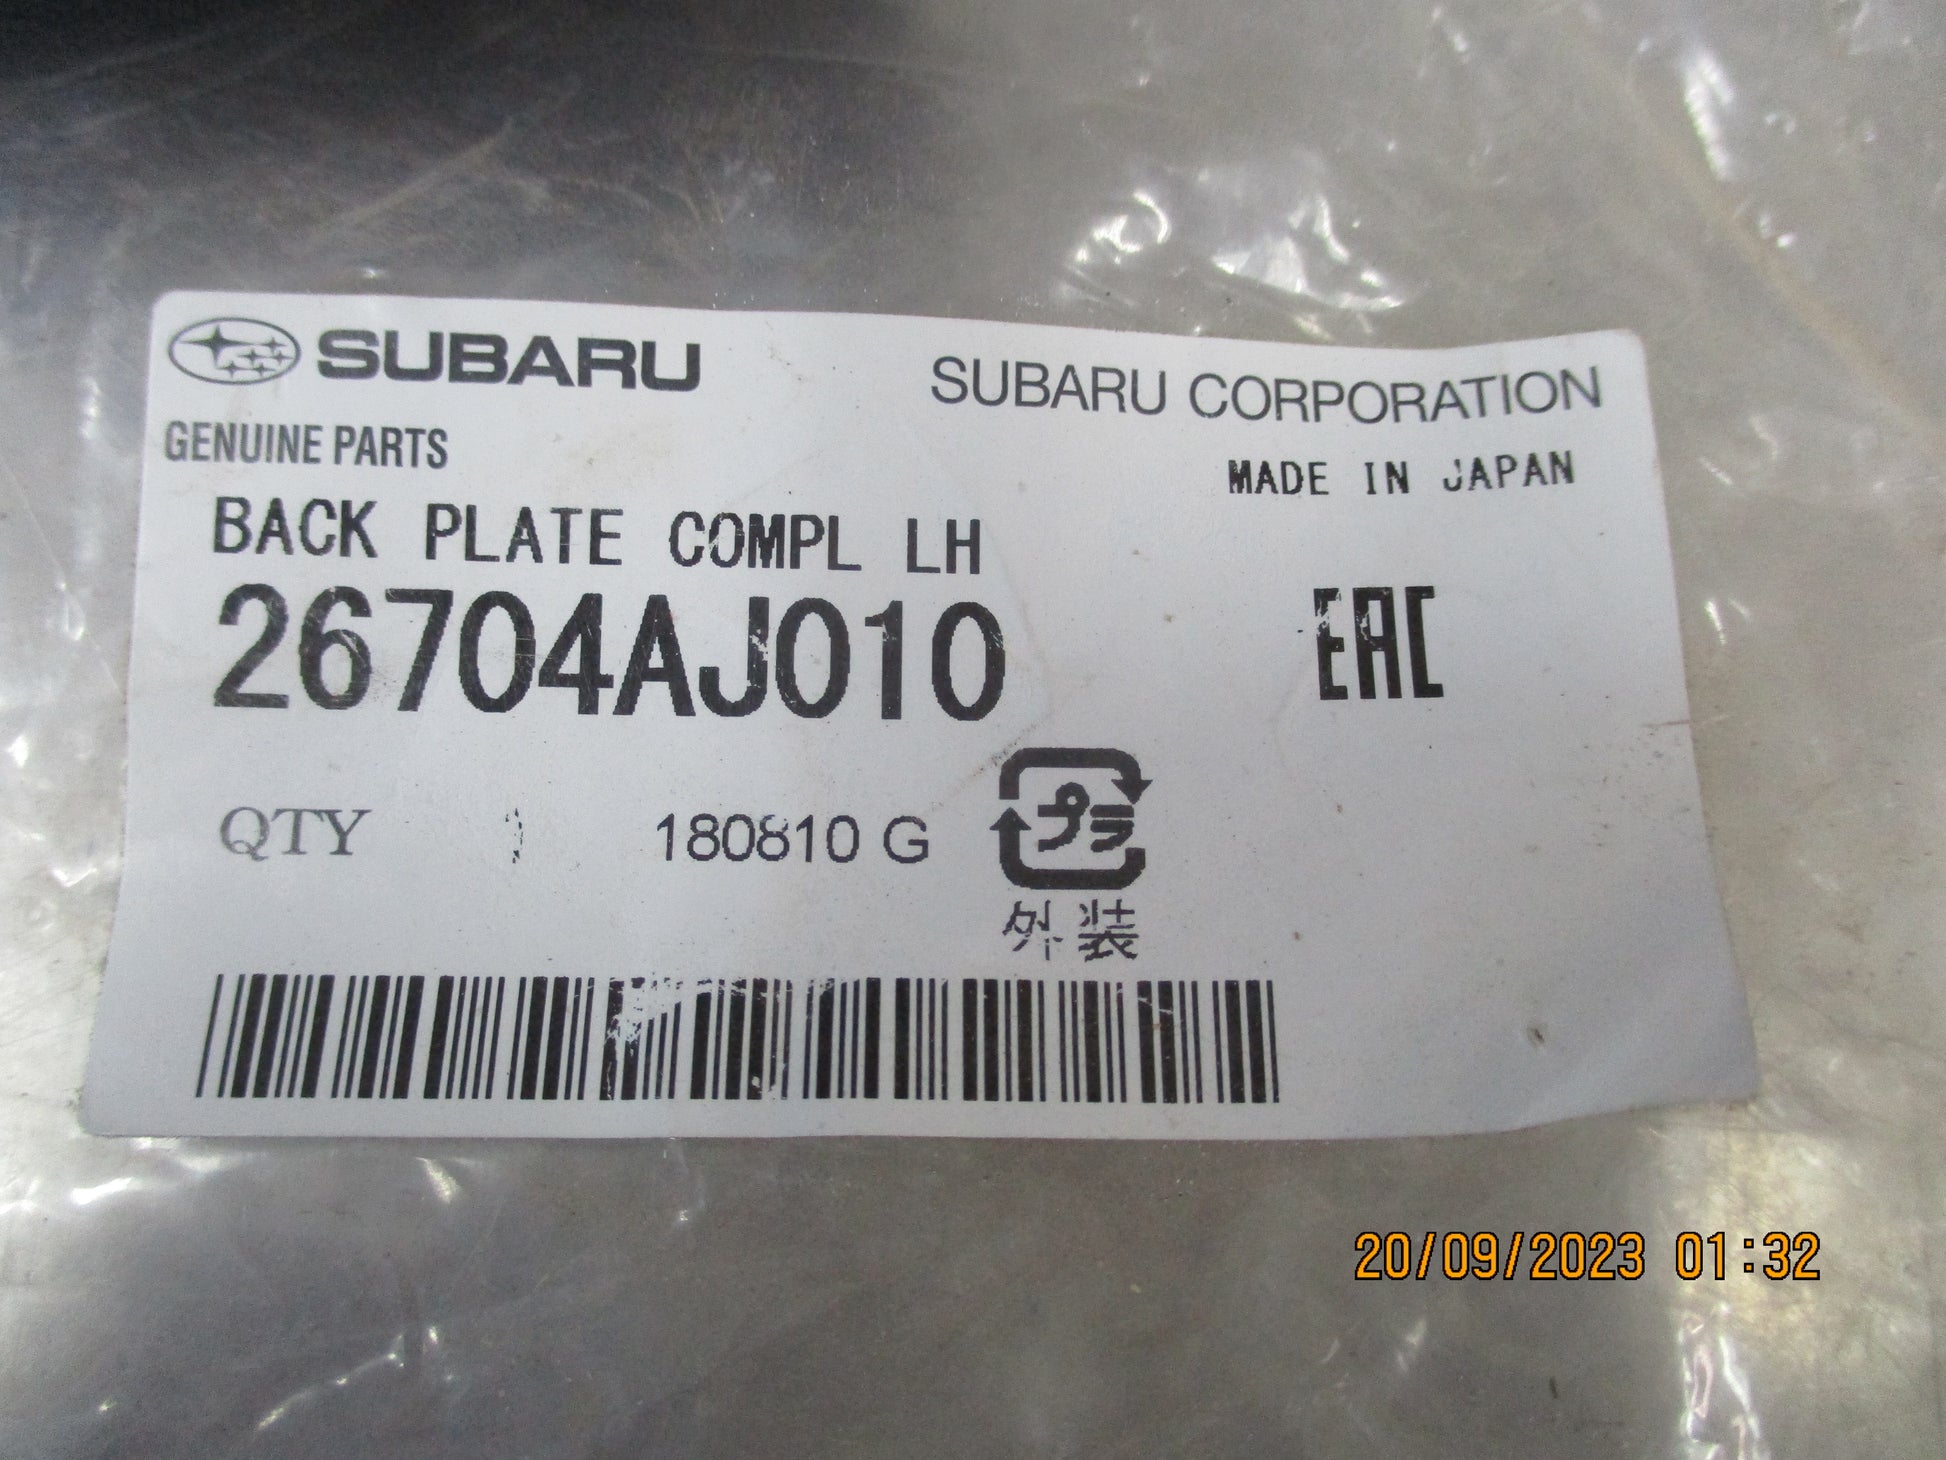 SUBARU
SUBARU CORPORATION
GENUINE PARTS
MADE IN JAPAN
BACK PLATE COMPL LH
26704AJ010
EAC
QTY 1 180810 G
プラ
外装
20/09/2023 01:32